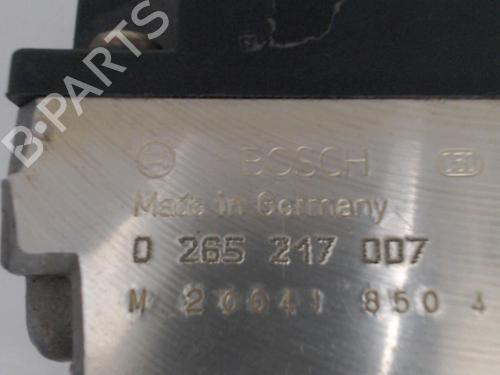 B-PARTS
BOSCH
Made in Germany
0 265 217 007
M 20041 850 4